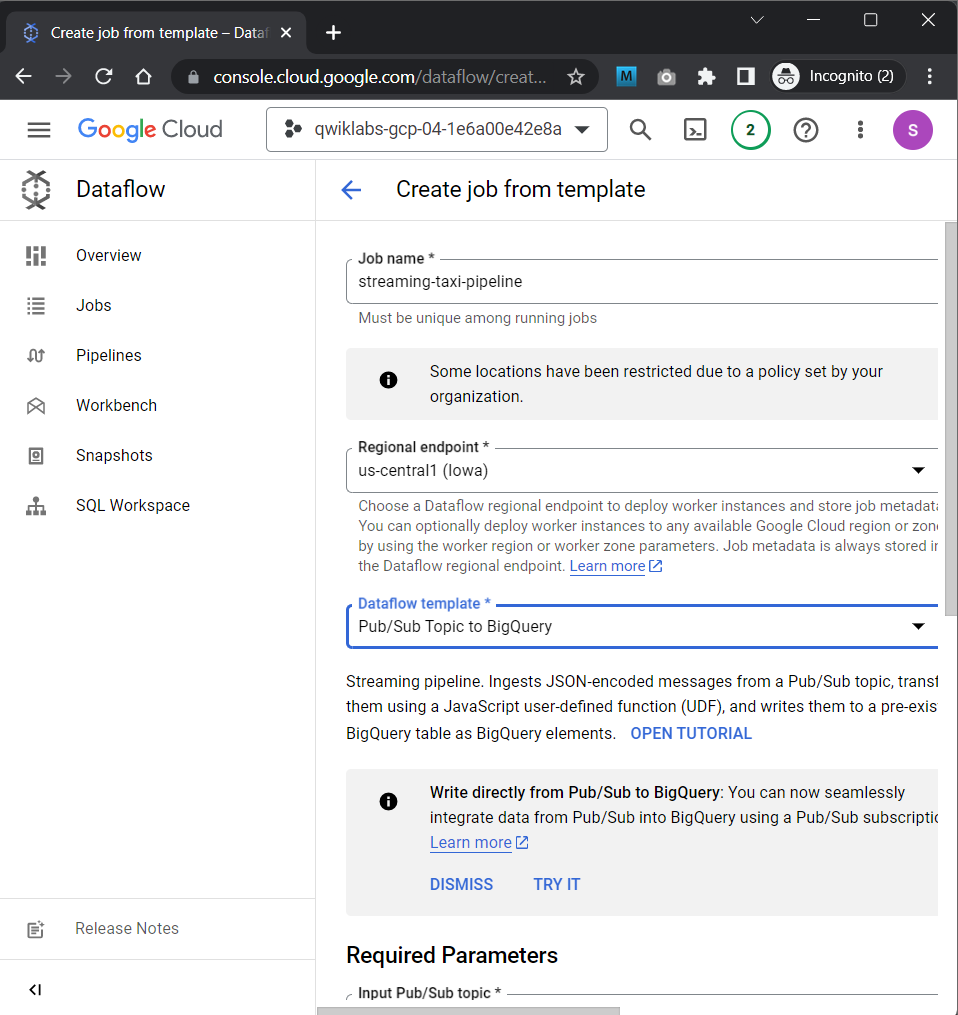 Create job from template – Dataf
console.cloud.google.com/dataflow/creat...
M
Incognito (2)
Google Cloud
qwiklabs-gcp-04-1e6a00e42e8a
2
S
Dataflow
Create job from template
Overview
Jobs
Pipelines
Workbench
Snapshots
SQL Workspace
Release Notes
Job name *
streaming-taxi-pipeline
Must be unique among running jobs
Some locations have been restricted due to a policy set by your
organization.
Regional endpoint *
us-central1 (Iowa)
Choose a Dataflow regional endpoint to deploy worker instances and store job metadata
You can optionally deploy worker instances to any available Google Cloud region or zon
by using the worker region or worker zone parameters. Job metadata is always stored i
the Dataflow regional endpoint. Learn more
Dataflow template *
Pub/Sub Topic to BigQuery
Streaming pipeline. Ingests JSON-encoded messages from a Pub/Sub topic, transf
them using a JavaScript user-defined function (UDF), and writes them to a pre-exis
BigQuery table as BigQuery elements. OPEN TUTORIAL
Write directly from Pub/Sub to BigQuery: You can now seamlessly
integrate data from Pub/Sub into BigQuery using a Pub/Sub subscriptio
Learn more
DISMISS TRY IT
Required Parameters
Input Pub/Sub topic *